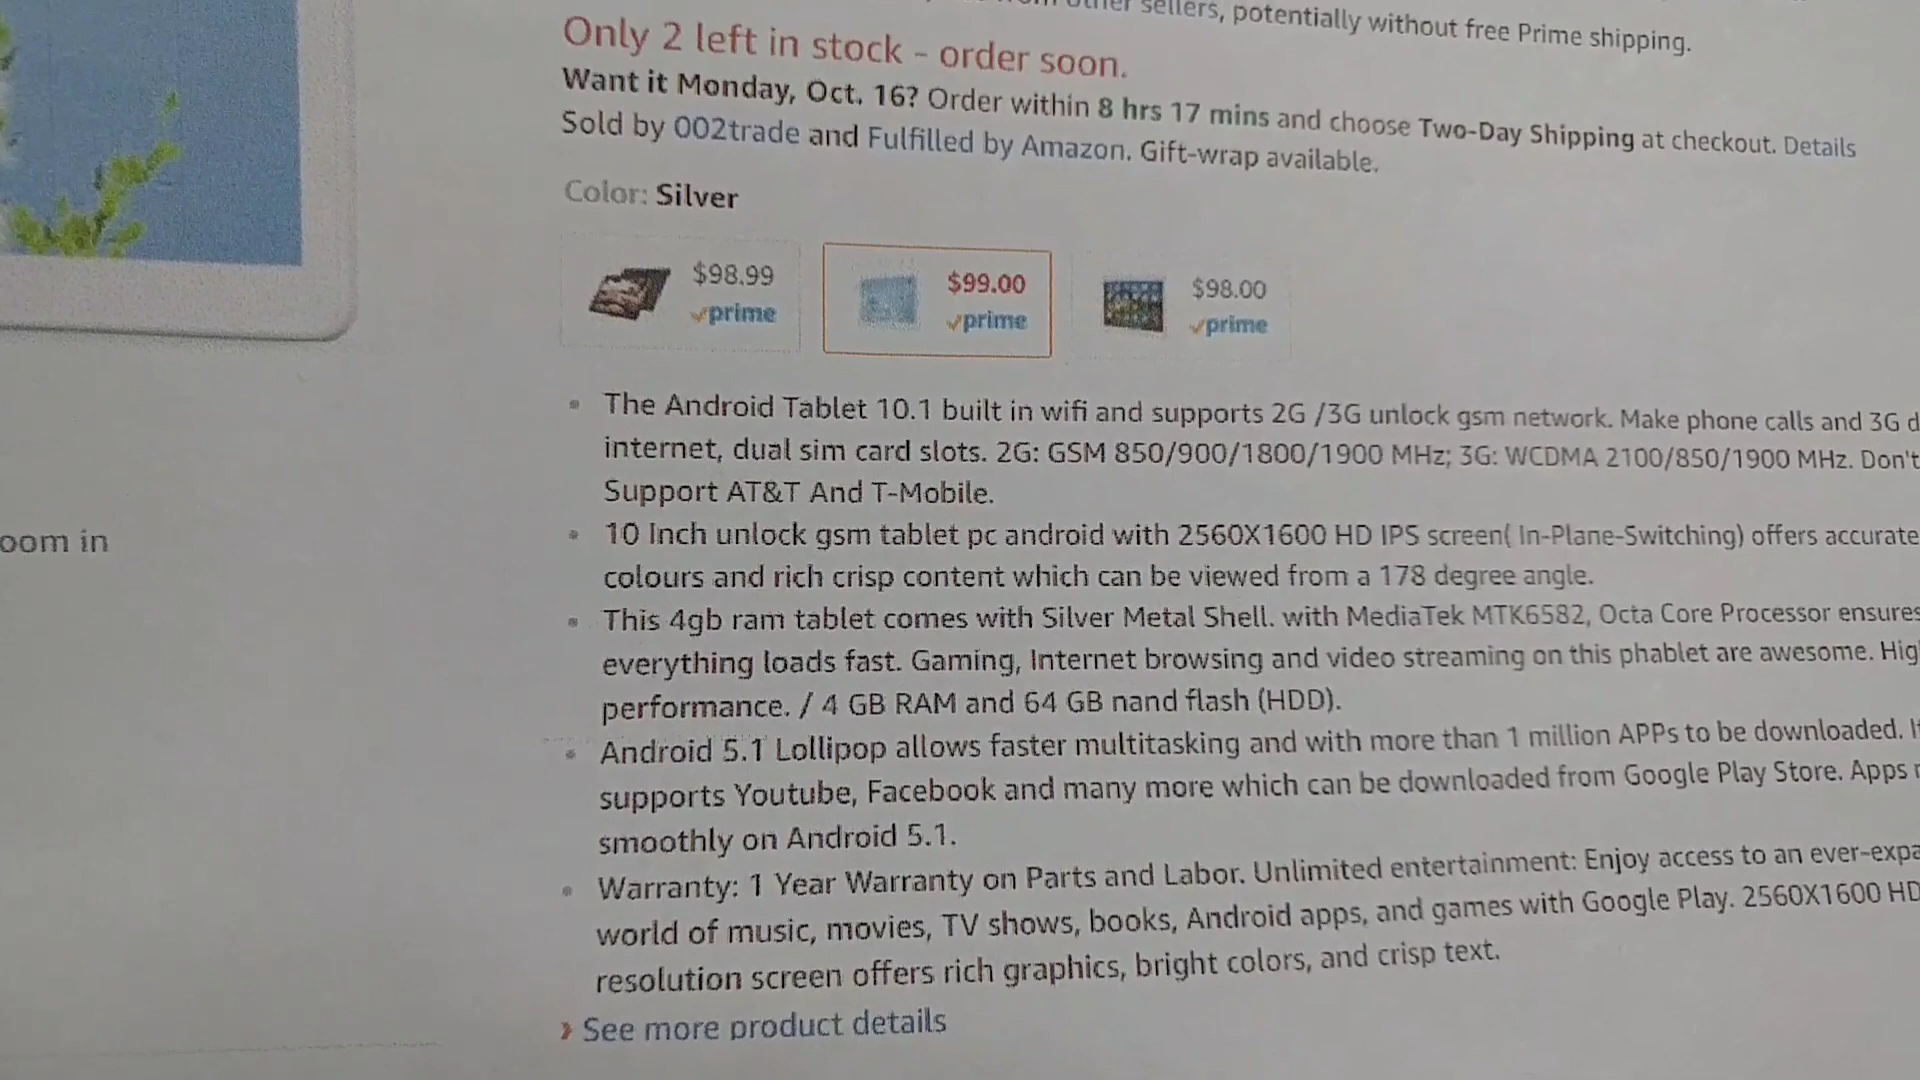 other sellers, potentially without free Prime shipping.
Only 2 left in stock - order soon.
Want it Monday, Oct. 16? Order within 8 hrs 17 mins and choose Two-Day Shipping at checkout. Details
Sold by 002trade and Fulfilled by Amazon. Gift-wrap available.
Color: Silver
$98.99
prime
$99.00
prime
$98.00
prime
The Android Tablet 10.1 built in wifi and supports 2G /3G unlock gsm network. Make phone calls and 3G d
internet, dual sim card slots. 2G: GSM 850/900/1800/1900 MHz; 3G: WCDMA 2100/850/1900 MHz. Don't
Support AT&T And T-Mobile.
10 Inch unlock gsm tablet pc android with 2560X1600 HD IPS screen( In-Plane-Switching) offers accurate
colours and rich crisp content which can be viewed from a 178 degree angle.
This 4gb ram tablet comes with Silver Metal Shell. with MediaTek MTK6582, Octa Core Processor ensures
everything loads fast. Gaming, Internet browsing and video streaming on this phablet are awesome. Hig
performance. / 4 GB RAM and 64 GB nand flash (HDD).
Android 5.1 Lollipop allows faster multitasking and with more than 1 million APPs to be downloaded. It
supports Youtube, Facebook and many more which can be downloaded from Google Play Store. Apps r
smoothly on Android 5.1.
Warranty: 1 Year Warranty on Parts and Labor. Unlimited entertainment: Enjoy access to an ever-expa
world of music, movies, TV shows, books, Android apps, and games with Google Play. 2560X1600 HD
resolution screen offers rich graphics, bright colors, and crisp text.
See more product details
oom in